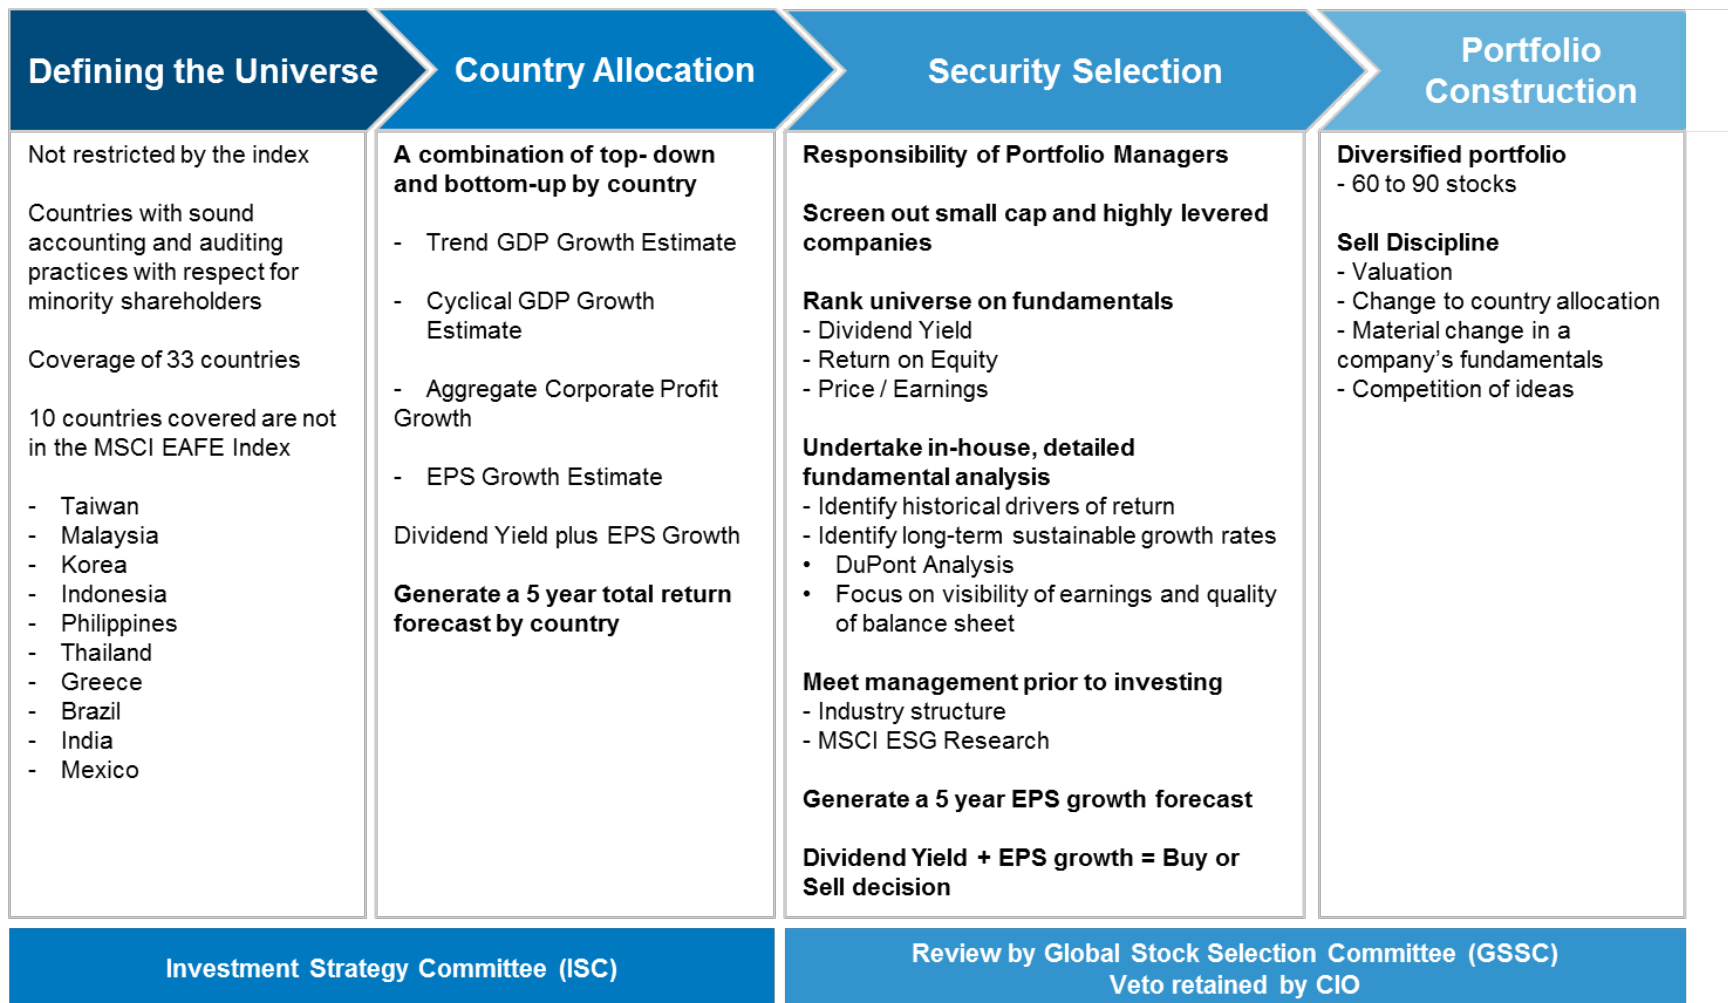 Defining the Universe
Not restricted by the index
Countries with sound
accounting and auditing
practices with respect for
minority shareholders
Coverage of 33 countries
10 countries covered are not
in the MSCI EAFE Index
- Taiwan
- Malaysia
- Korea
- Indonesia
- Philippines
- Thailand
- Greece
- Brazil
- India
- Mexico
Country Allocation
A combination of top- down
and bottom-up by country
- Trend GDP Growth Estimate
- Cyclical GDP Growth
Estimate
- Aggregate Corporate Profit
Growth
- EPS Growth Estimate
Dividend Yield plus EPS Growth
Generate a 5 year total return
forecast by country
Security Selection
Responsibility of Portfolio Managers
Screen out small cap and highly levered
companies
Rank universe on fundamentals
- Dividend Yield
- Return on Equity
- Price / Earnings
Undertake in-house, detailed
fundamental analysis
- Identify historical drivers of return
- Identify long-term sustainable growth rates
• DuPont Analysis
• Focus on visibility of earnings and quality
of balance sheet
Meet management prior to investing
- Industry structure
- MSCI ESG Research
Generate a 5 year EPS growth forecast
Dividend Yield + EPS growth = Buy or
Sell decision
Portfolio
Construction
Diversified portfolio
- 60 to 90 stocks
Sell Discipline
- Valuation
- Change to country allocation
- Material change in a
company's fundamentals
- Competition of ideas
Investment Strategy Committee (ISC)
Review by Global Stock Selection Committee (GSSC)
Veto retained by CIO